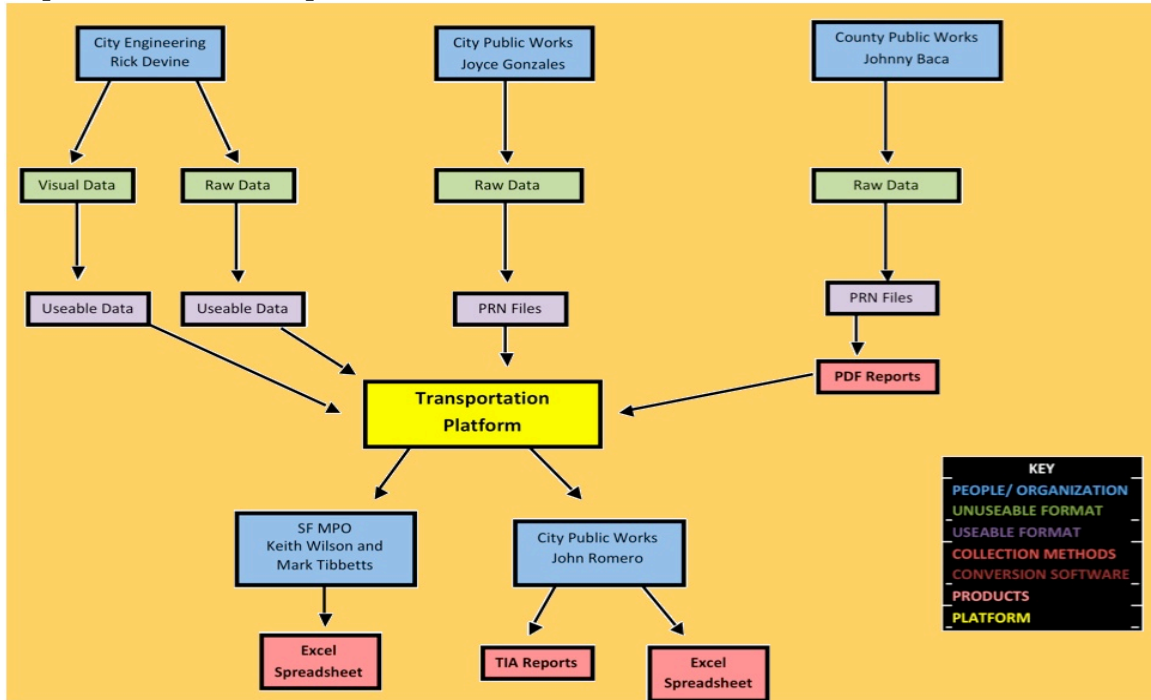 City Engineering
Rick Devine
City Public Works
Joyce Gonzales
County Public Works
Johnny Baca
Visual Data
Raw Data
Raw Data
Raw Data
Useable Data
Useable Data
PRN Files
PRN Files
PDF Reports
Transportation
Platform
SF MPO
Keith Wilson and
Mark Tibbetts
City Public Works
John Romero
Excel
Spreadsheet
TIA Reports
Excel
Spreadsheet
KEY
PEOPLE/ ORGANIZATION
UNUSEABLE FORMAT
USEABLE FORMAT
COLLECTION METHODS
CONVERSION SOFTWARE
PRODUCTS
PLATFORM